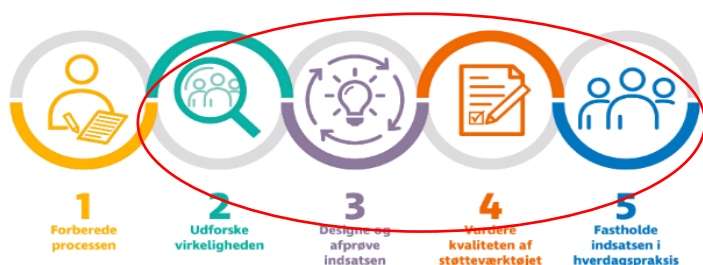 1
Forberede
processen
2
Udforske
virkeligheden
3
Designe og
afprøve
indsatsen
4
Vurdere
kvaliteten af
støtteværktøjet
5
Fastholde
indsatsen i
hverdagspraksis